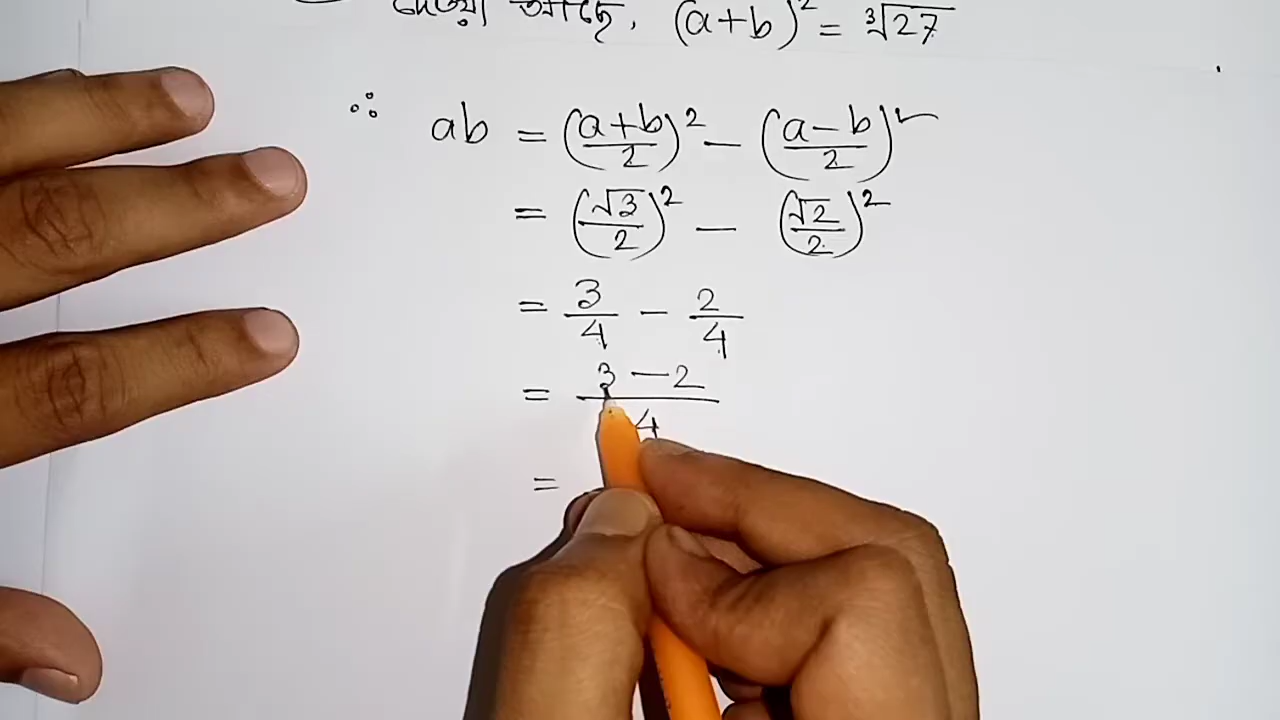 দেওয়া আছে, (a+b)² = ∛27
∴ ab = ((a+b)/2)² − ((a−b)/2)²
= (√3/2)² − (√2/2)²
= 3/4 − 2/4
= (3−2)/4
=